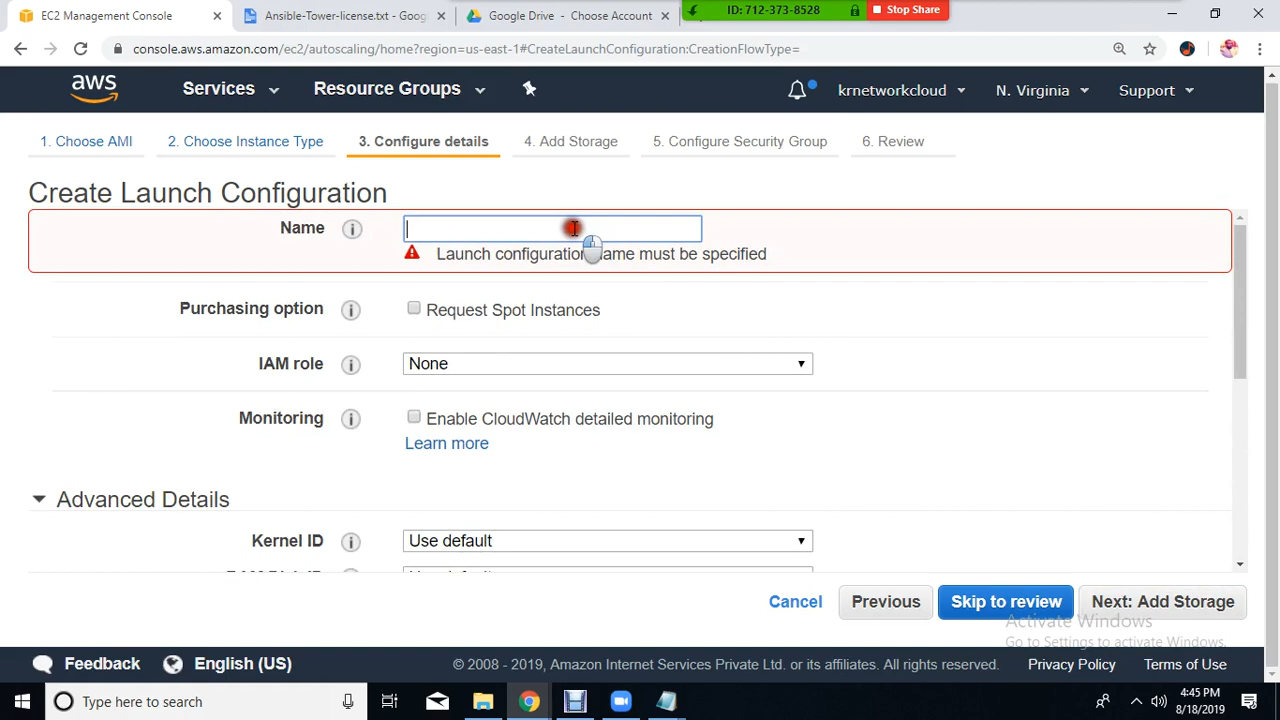 EC2 Management Console
Ansible-Tower-license.txt - Goog
Google Drive - Choose Account
ID: 712-373-8528
Stop Share
console.aws.amazon.com/ec2/autoscaling/home?region=us-east-1#CreateLaunchConfiguration:CreationFlowType=
aws
Services
Resource Groups
krnetworkcloud
N. Virginia
Support
1. Choose AMI
2. Choose Instance Type
3. Configure details
4. Add Storage
5. Configure Security Group
6. Review
Create Launch Configuration
Name
Launch configuration name must be specified
Purchasing option
Request Spot Instances
IAM role
None
Monitoring
Enable CloudWatch detailed monitoring
Learn more
Advanced Details
Kernel ID
Use default
Cancel
Previous
Skip to review
Next: Add Storage
Activate Windows
Go to Settings to activate Windows.
Feedback
English (US)
© 2008 - 2019, Amazon Internet Services Private Ltd. or its affiliates. All rights reserved.
Privacy Policy
Terms of Use
Type here to search
4:45 PM
8/18/2019